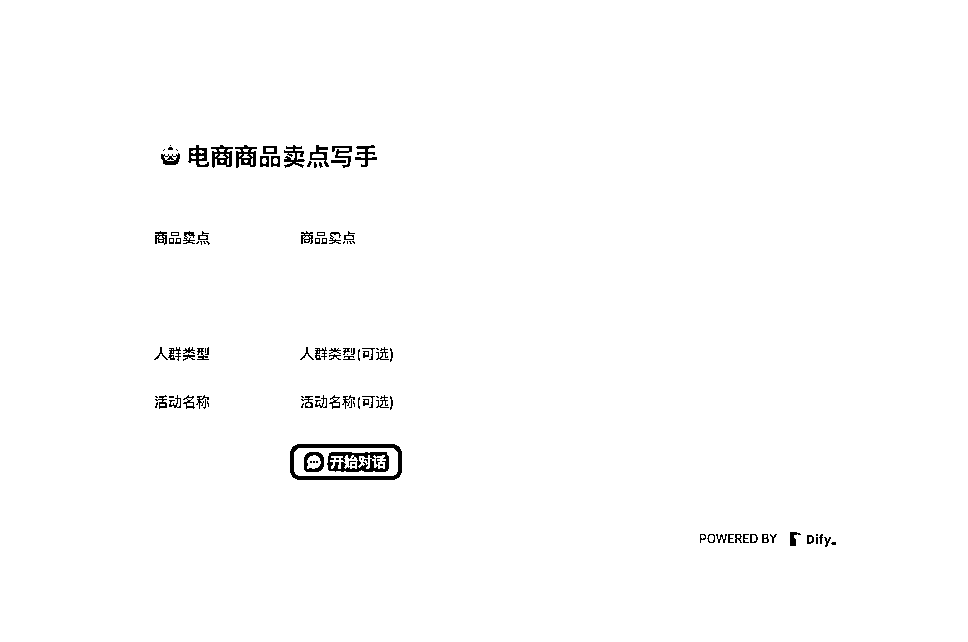 电商商品卖点写手
商品卖点 商品卖点
人群类型 人群类型(可选)
活动名称 活动名称(可选)
开始对话
POWERED BY Dify.